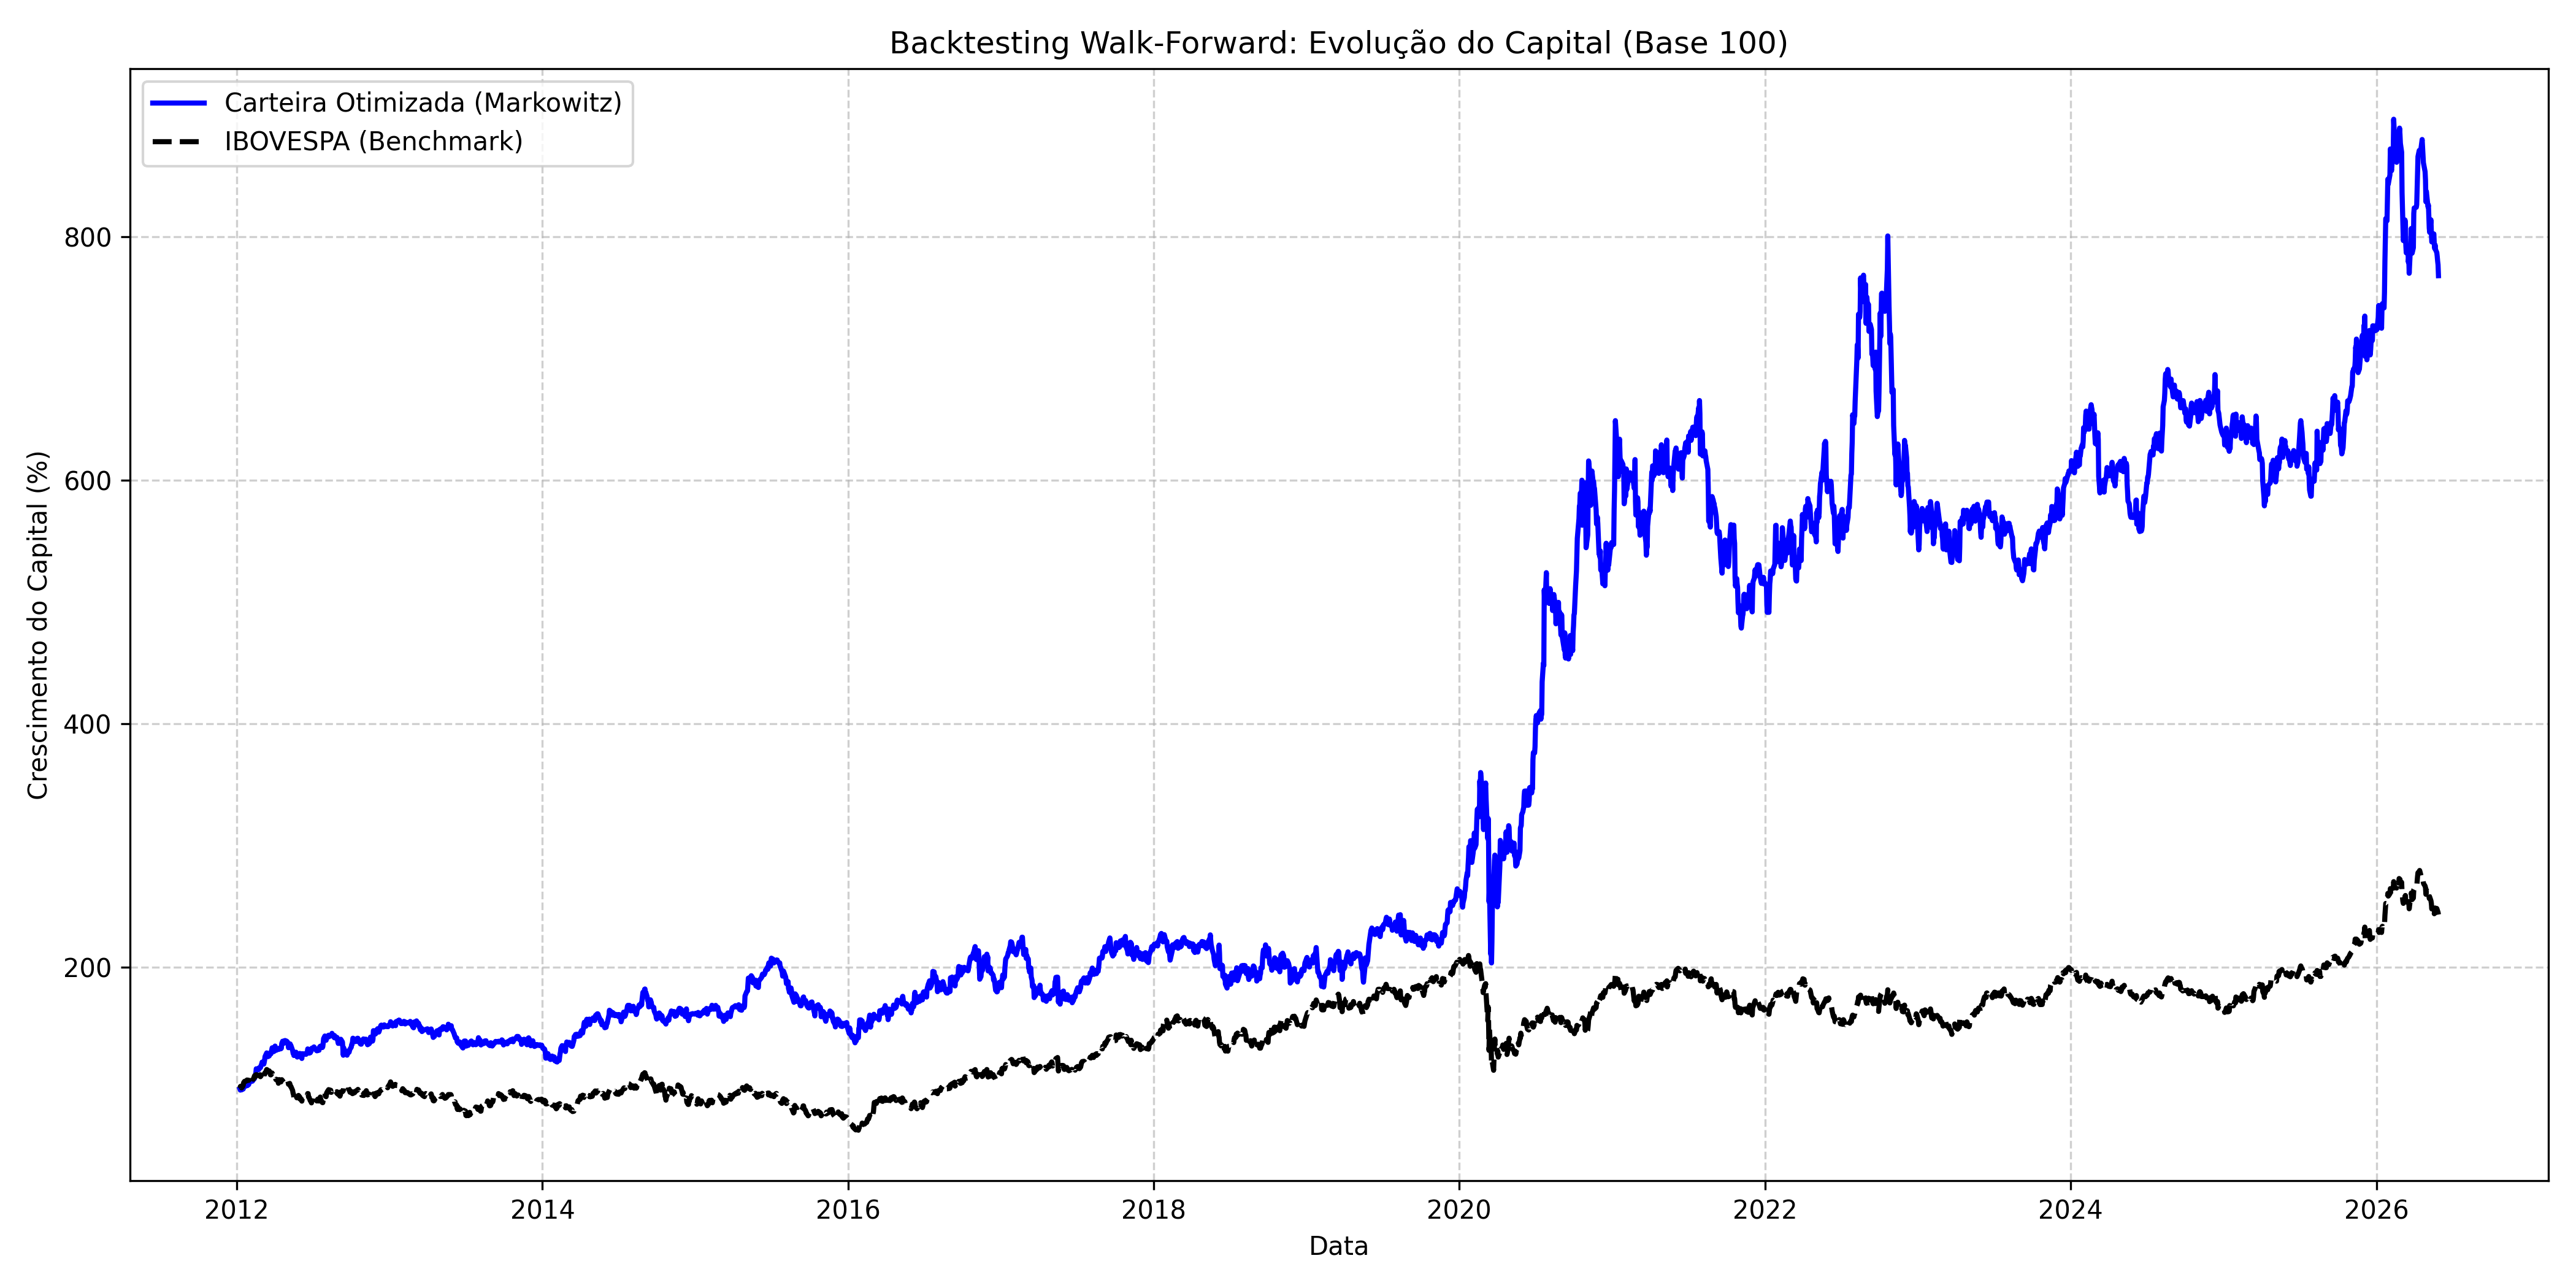 Backtesting Walk-Forward: Evolução do Capital (Base 100)
Carteira Otimizada (Markowitz)
IBOVESPA (Benchmark)
Crescimento do Capital (%)
800
600
400
200
2012
2014
2016
2018
2020
2022
2024
2026
Data